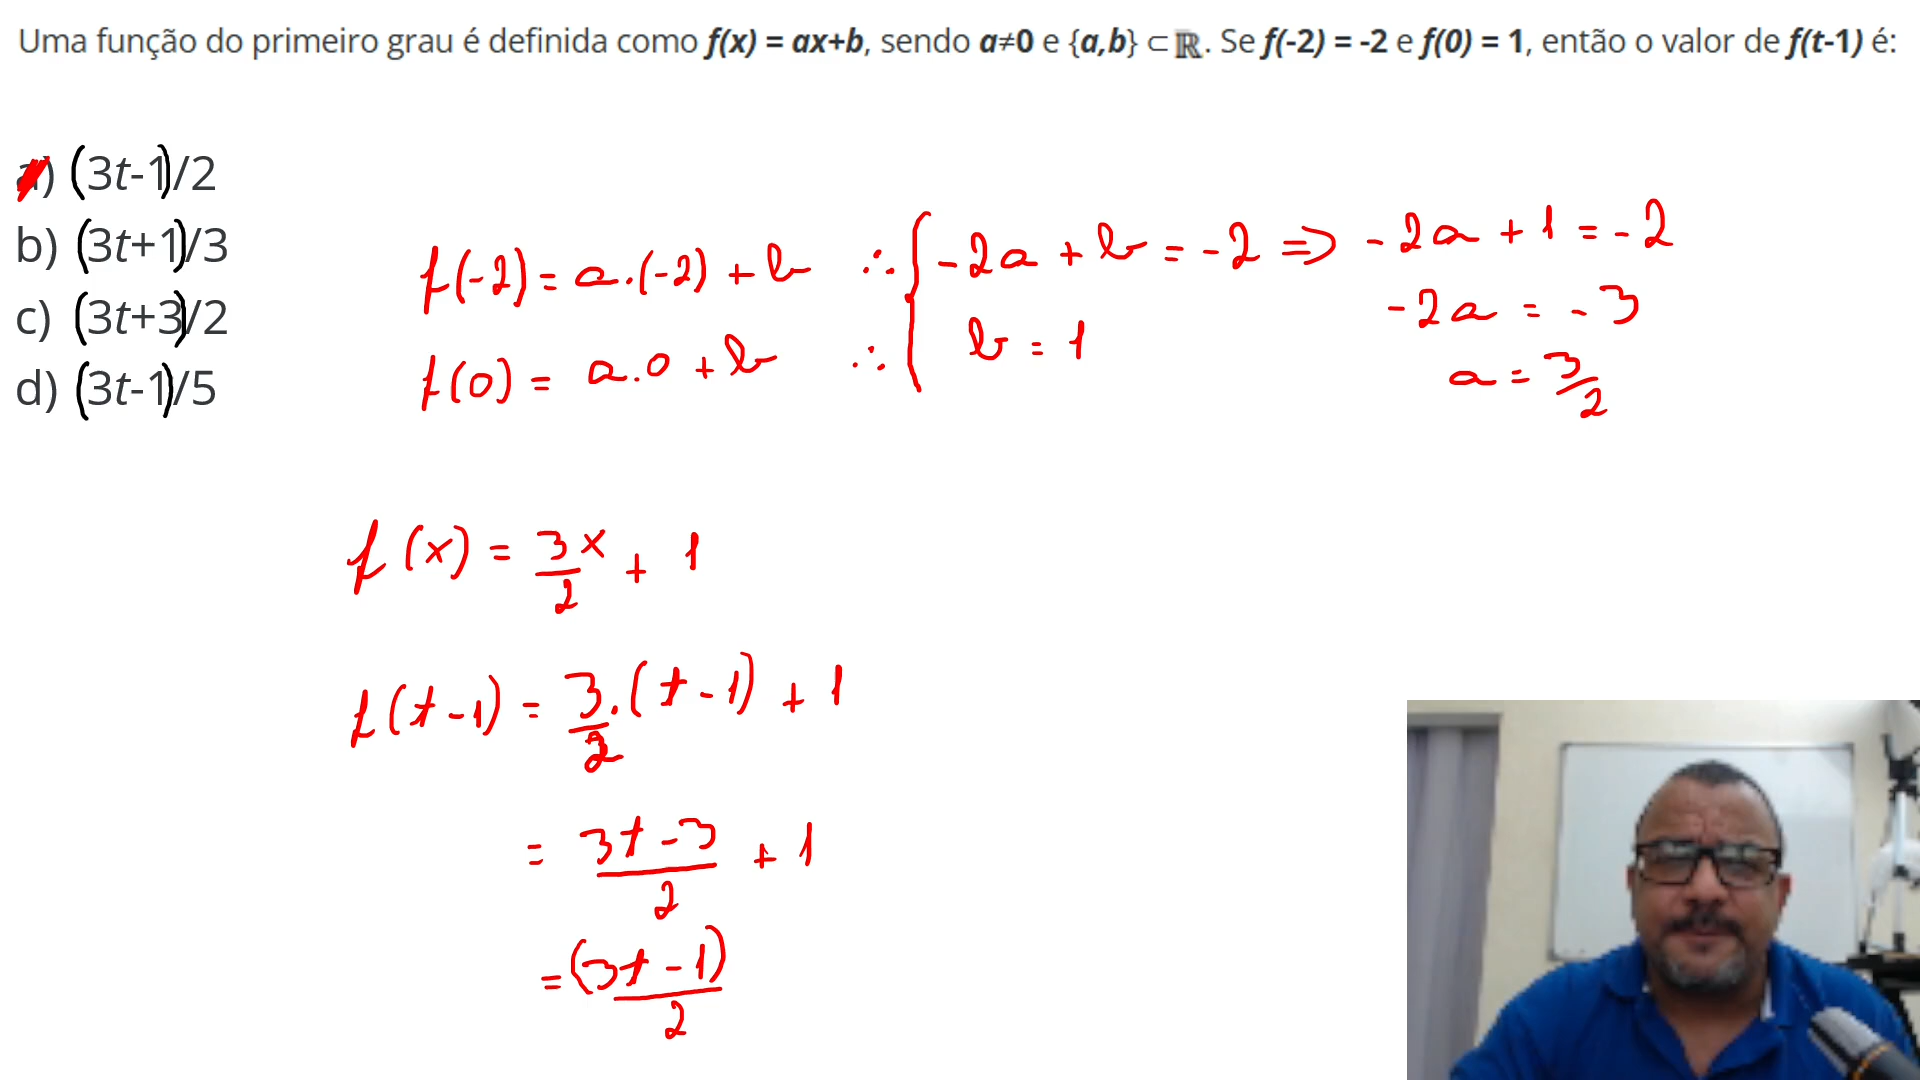 Uma função do primeiro grau é definida como f(x) = ax+b, sendo a≠0 e {a,b} ⊂ ℝ. Se f(-2) = -2 e f(0) = 1, então o valor de f(t-1) é:
a) (3t-1)/2
b) (3t+1)/3
c) (3t+3)/2
d) (3t-1)/5
f(-2) = a.(-2) + b ∴ { -2a + b = -2 ⇒ -2a + 1 = -2
-2a = -3
f(0) = a.0 + b ∴ b = 1
a = 3/2
f(x) = 3x/2 + 1
f(t-1) = 3/2.(t-1) + 1
= 3t-3/2 + 1
= (3t-1)/2